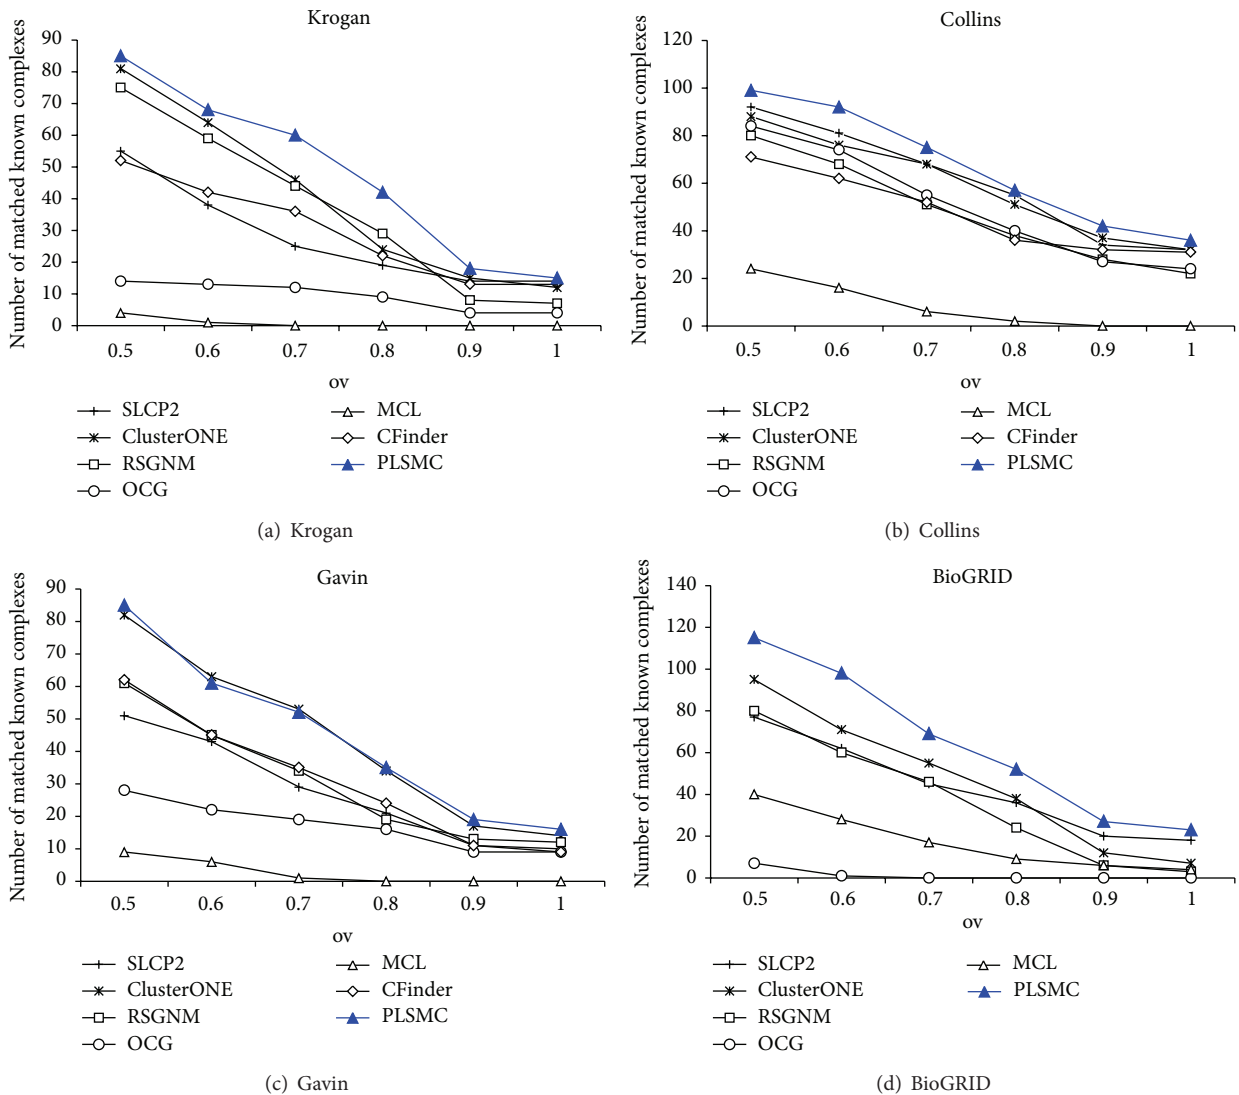 Krogan
Number of matched known complexes
90
80
70
60
50
40
30
20
10
0
0.5 0.6 0.7 0.8 0.9 1
ov
SLCP2 MCL
ClusterONE CFinder
RSGNM PLSMC
OCG
(a) Krogan
Collins
Number of matched known complexes
120
100
80
60
40
20
0
0.5 0.6 0.7 0.8 0.9 1
ov
SLCP2 MCL
ClusterONE CFinder
RSGNM PLSMC
OCG
(b) Collins
Gavin
Number of matched known complexes
90
80
70
60
50
40
30
20
10
0
0.5 0.6 0.7 0.8 0.9 1
ov
SLCP2 MCL
ClusterONE CFinder
RSGNM PLSMC
OCG
(c) Gavin
BioGRID
Number of matched known complexes
140
120
100
80
60
40
20
0
0.5 0.6 0.7 0.8 0.9 1
ov
SLCP2 MCL
ClusterONE PLSMC
RSGNM
OCG
(d) BioGRID